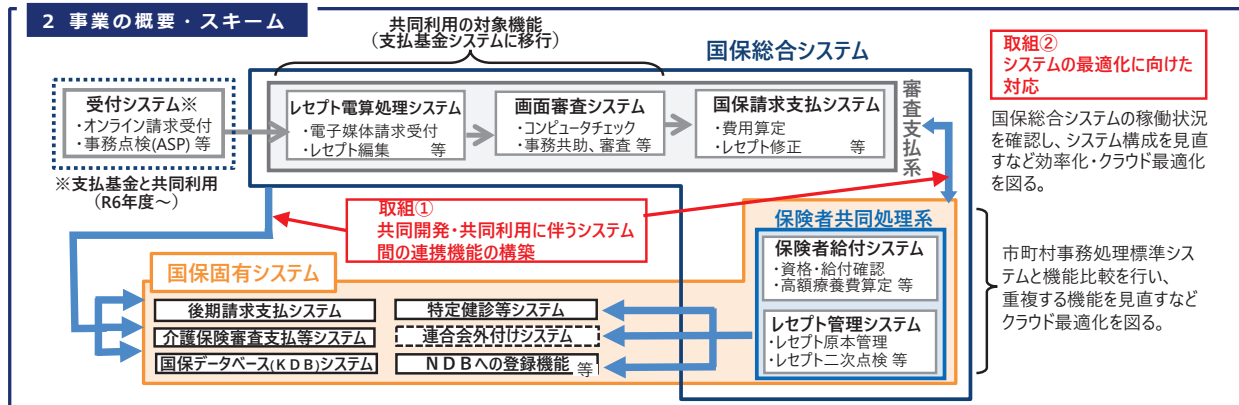 2 事業の概要・スキーム
共同利用の対象機能
(支払基金システムに移行)
国保総合システム
取組②
システムの最適化に向けた
対応
受付システム※
・オンライン請求受付
・事務点検(ASP) 等
レセプト電算処理システム
・電子媒体請求受付
・レセプト編集 等
画面審査システム
・コンピュータチェック
・事務共助、審査 等
国保請求支払システム
・費用算定
・レセプト修正 等
審査支払系
国保総合システムの稼働状況
を確認し、システム構成を見直
すなど効率化・クラウド最適化
を図る。
※支払基金と共同利用
(R6年度～)
取組①
共同開発・共同利用に伴うシステム
間の連携機能の構築
保険者共同処理系
保険者給付システム
・資格・給付確認
・高額療養費算定 等
レセプト管理システム
・レセプト原本管理
・レセプト二次点検 等
市町村事務処理標準シス
テムと機能比較を行い、
重複する機能を見直すなど
クラウド最適化を図る。
国保固有システム
後期請求支払システム
特定健診等システム
介護保険審査支払等システム
連合会外付けシステム
国保データベース(KDB)システム
NDBへの登録機能 等